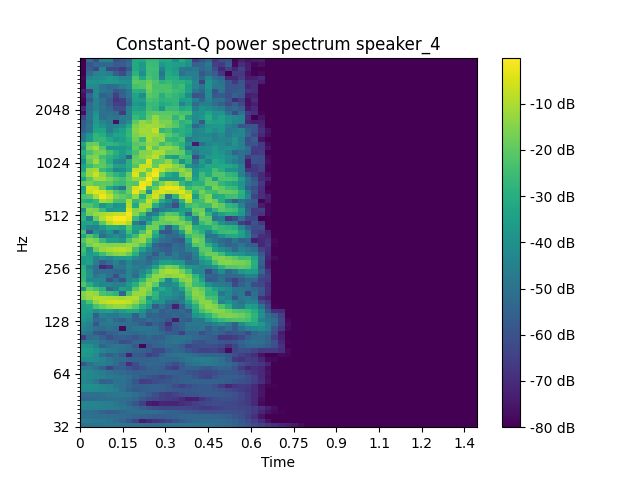 Constant-Q power spectrum speaker_4
2048
1024
512
256
128
64
32
Hz
0 0.15 0.3 0.45 0.6 0.75 0.9 1.1 1.2 1.4
Time
-10 dB
-20 dB
-30 dB
-40 dB
-50 dB
-60 dB
-70 dB
-80 dB